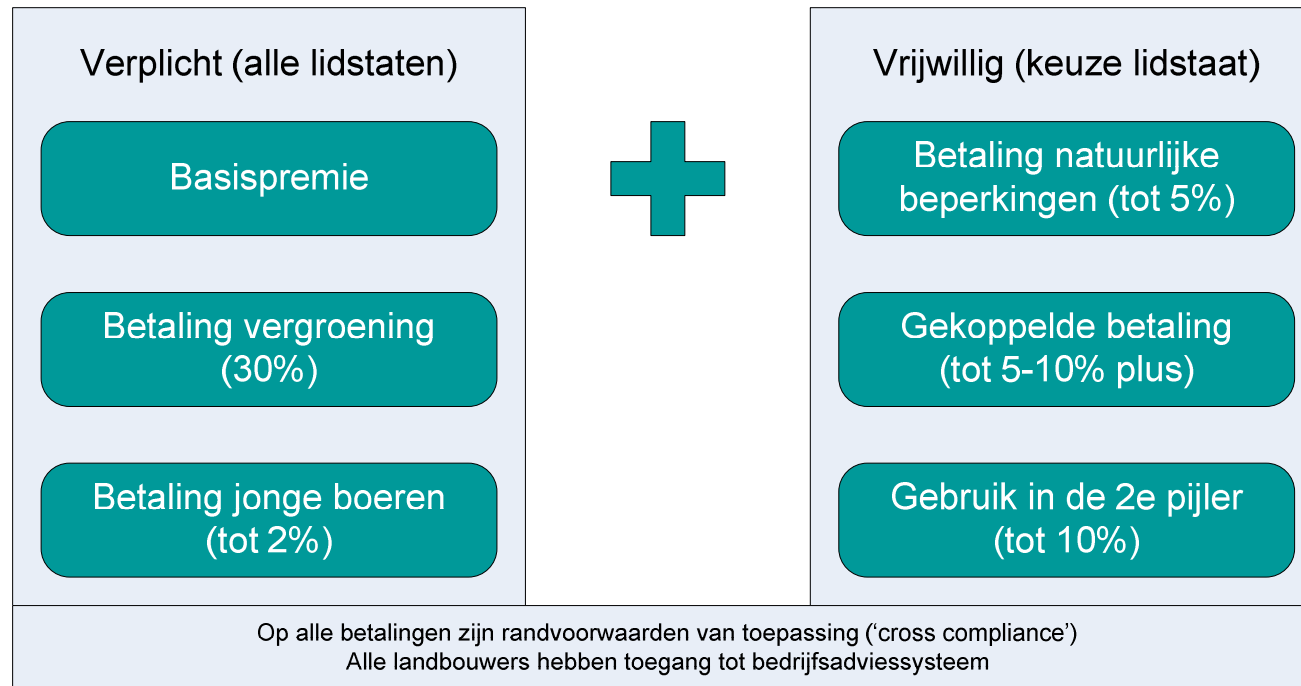 Verplicht (alle lidstaten)
Basispremie
Betaling vergroening
(30%)
Betaling jonge boeren
(tot 2%)
Vrijwillig (keuze lidstaat)
Betaling natuurlijke
beperkingen (tot 5%)
Gekoppelde betaling
(tot 5-10% plus)
Gebruik in de 2e pijler
(tot 10%)
Op alle betalingen zijn randvoorwaarden van toepassing (‘cross compliance’)
Alle landbouwers hebben toegang tot bedrijfsadviessysteem